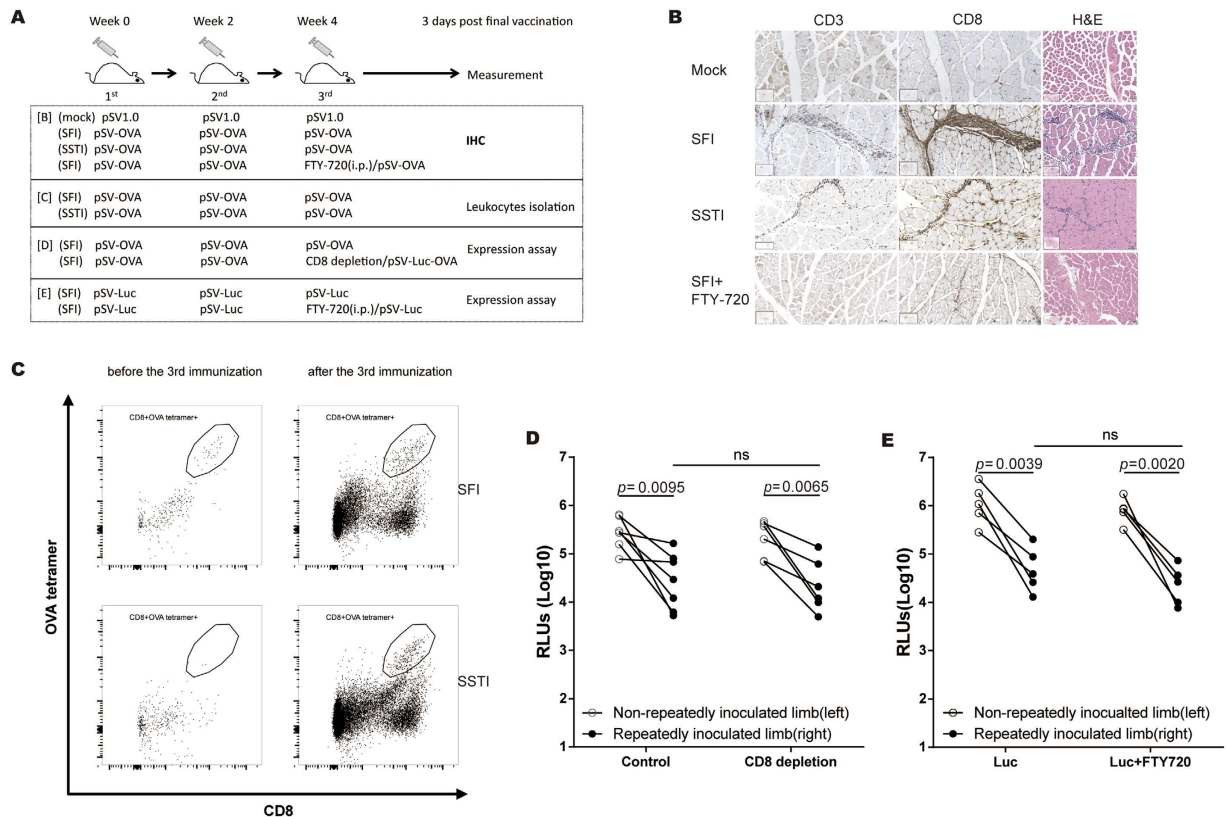 A
Week 0 Week 2 Week 4 3 days post final vaccination
Measurement
1st 2nd 3rd
[B] (mock) pSV1.0 pSV1.0 pSV1.0
(SFI) pSV-OVA pSV-OVA pSV-OVA
(SSTI) pSV-OVA pSV-OVA pSV-OVA
(SFI) pSV-OVA pSV-OVA FTY-720(i.p.)/pSV-OVA
IHC
[C] (SFI) pSV-OVA pSV-OVA pSV-OVA
(SSTI) pSV-OVA pSV-OVA pSV-OVA
Leukocytes isolation
[D] (SFI) pSV-OVA pSV-OVA pSV-OVA
(SFI) pSV-OVA pSV-OVA CD8 depletion/pSV-Luc-OVA
Expression assay
[E] (SFI) pSV-Luc pSV-Luc pSV-Luc
(SFI) pSV-Luc pSV-Luc FTY-720(i.p.)/pSV-Luc
Expression assay
B
CD3 CD8 H&E
Mock
SFI
SSTI
SFI+
FTY-720
C
before the 3rd immunization after the 3rd immunization
CD8+OVA tetramer+ CD8+OVA tetramer+
SFI
CD8+OVA tetramer+ CD8+OVA tetramer+
SSTI
OVA tetramer
CD8
D
ns
p= 0.0095 p= 0.0065
RLUs (Log10)
7
6
5
4
3
2
1
Non-repeatedly inoculated limb(left)
Repeatedly inoculated limb(right)
Control CD8 depletion
E
ns
p= 0.0039 p= 0.0020
RLUs(Log10)
7
6
5
4
3
2
1
Non-repeatedly inocualted limb(left)
Repeatedly inoculated limb(right)
Luc Luc+FTY720